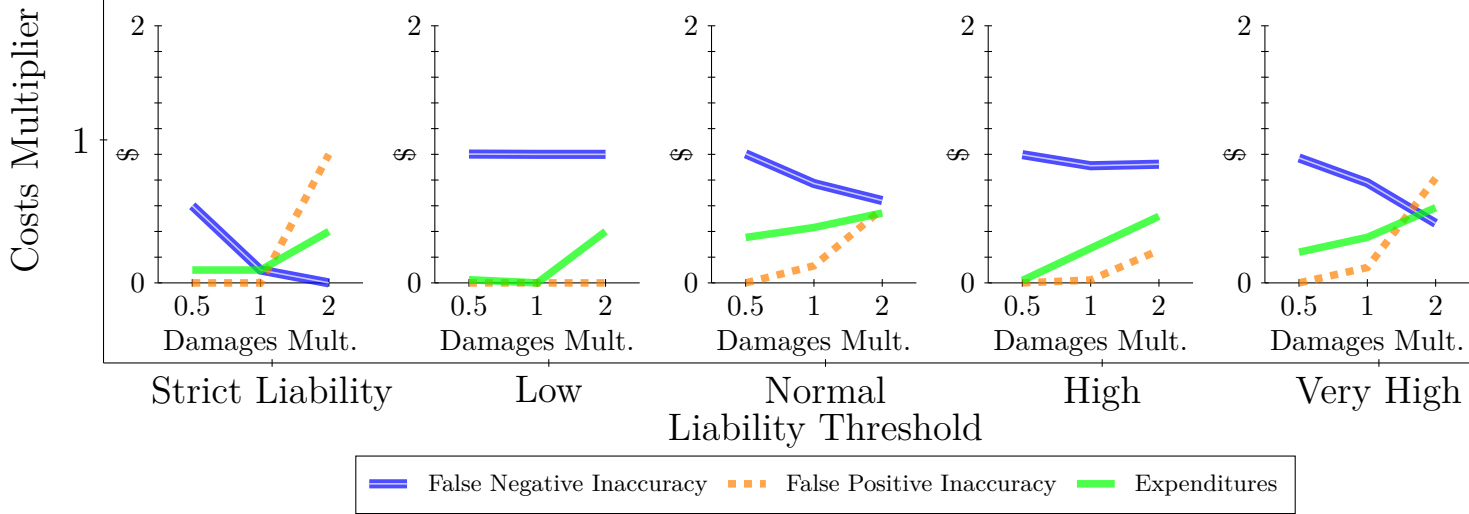 Costs Multiplier
1
2
$
0
0.5 1 2
Damages Mult.
2
$
0
0.5 1 2
Damages Mult.
2
$
0
0.5 1 2
Damages Mult.
2
$
0
0.5 1 2
Damages Mult.
2
$
0
0.5 1 2
Damages Mult.
Strict Liability Low Normal High Very High
Liability Threshold
False Negative Inaccuracy False Positive Inaccuracy Expenditures